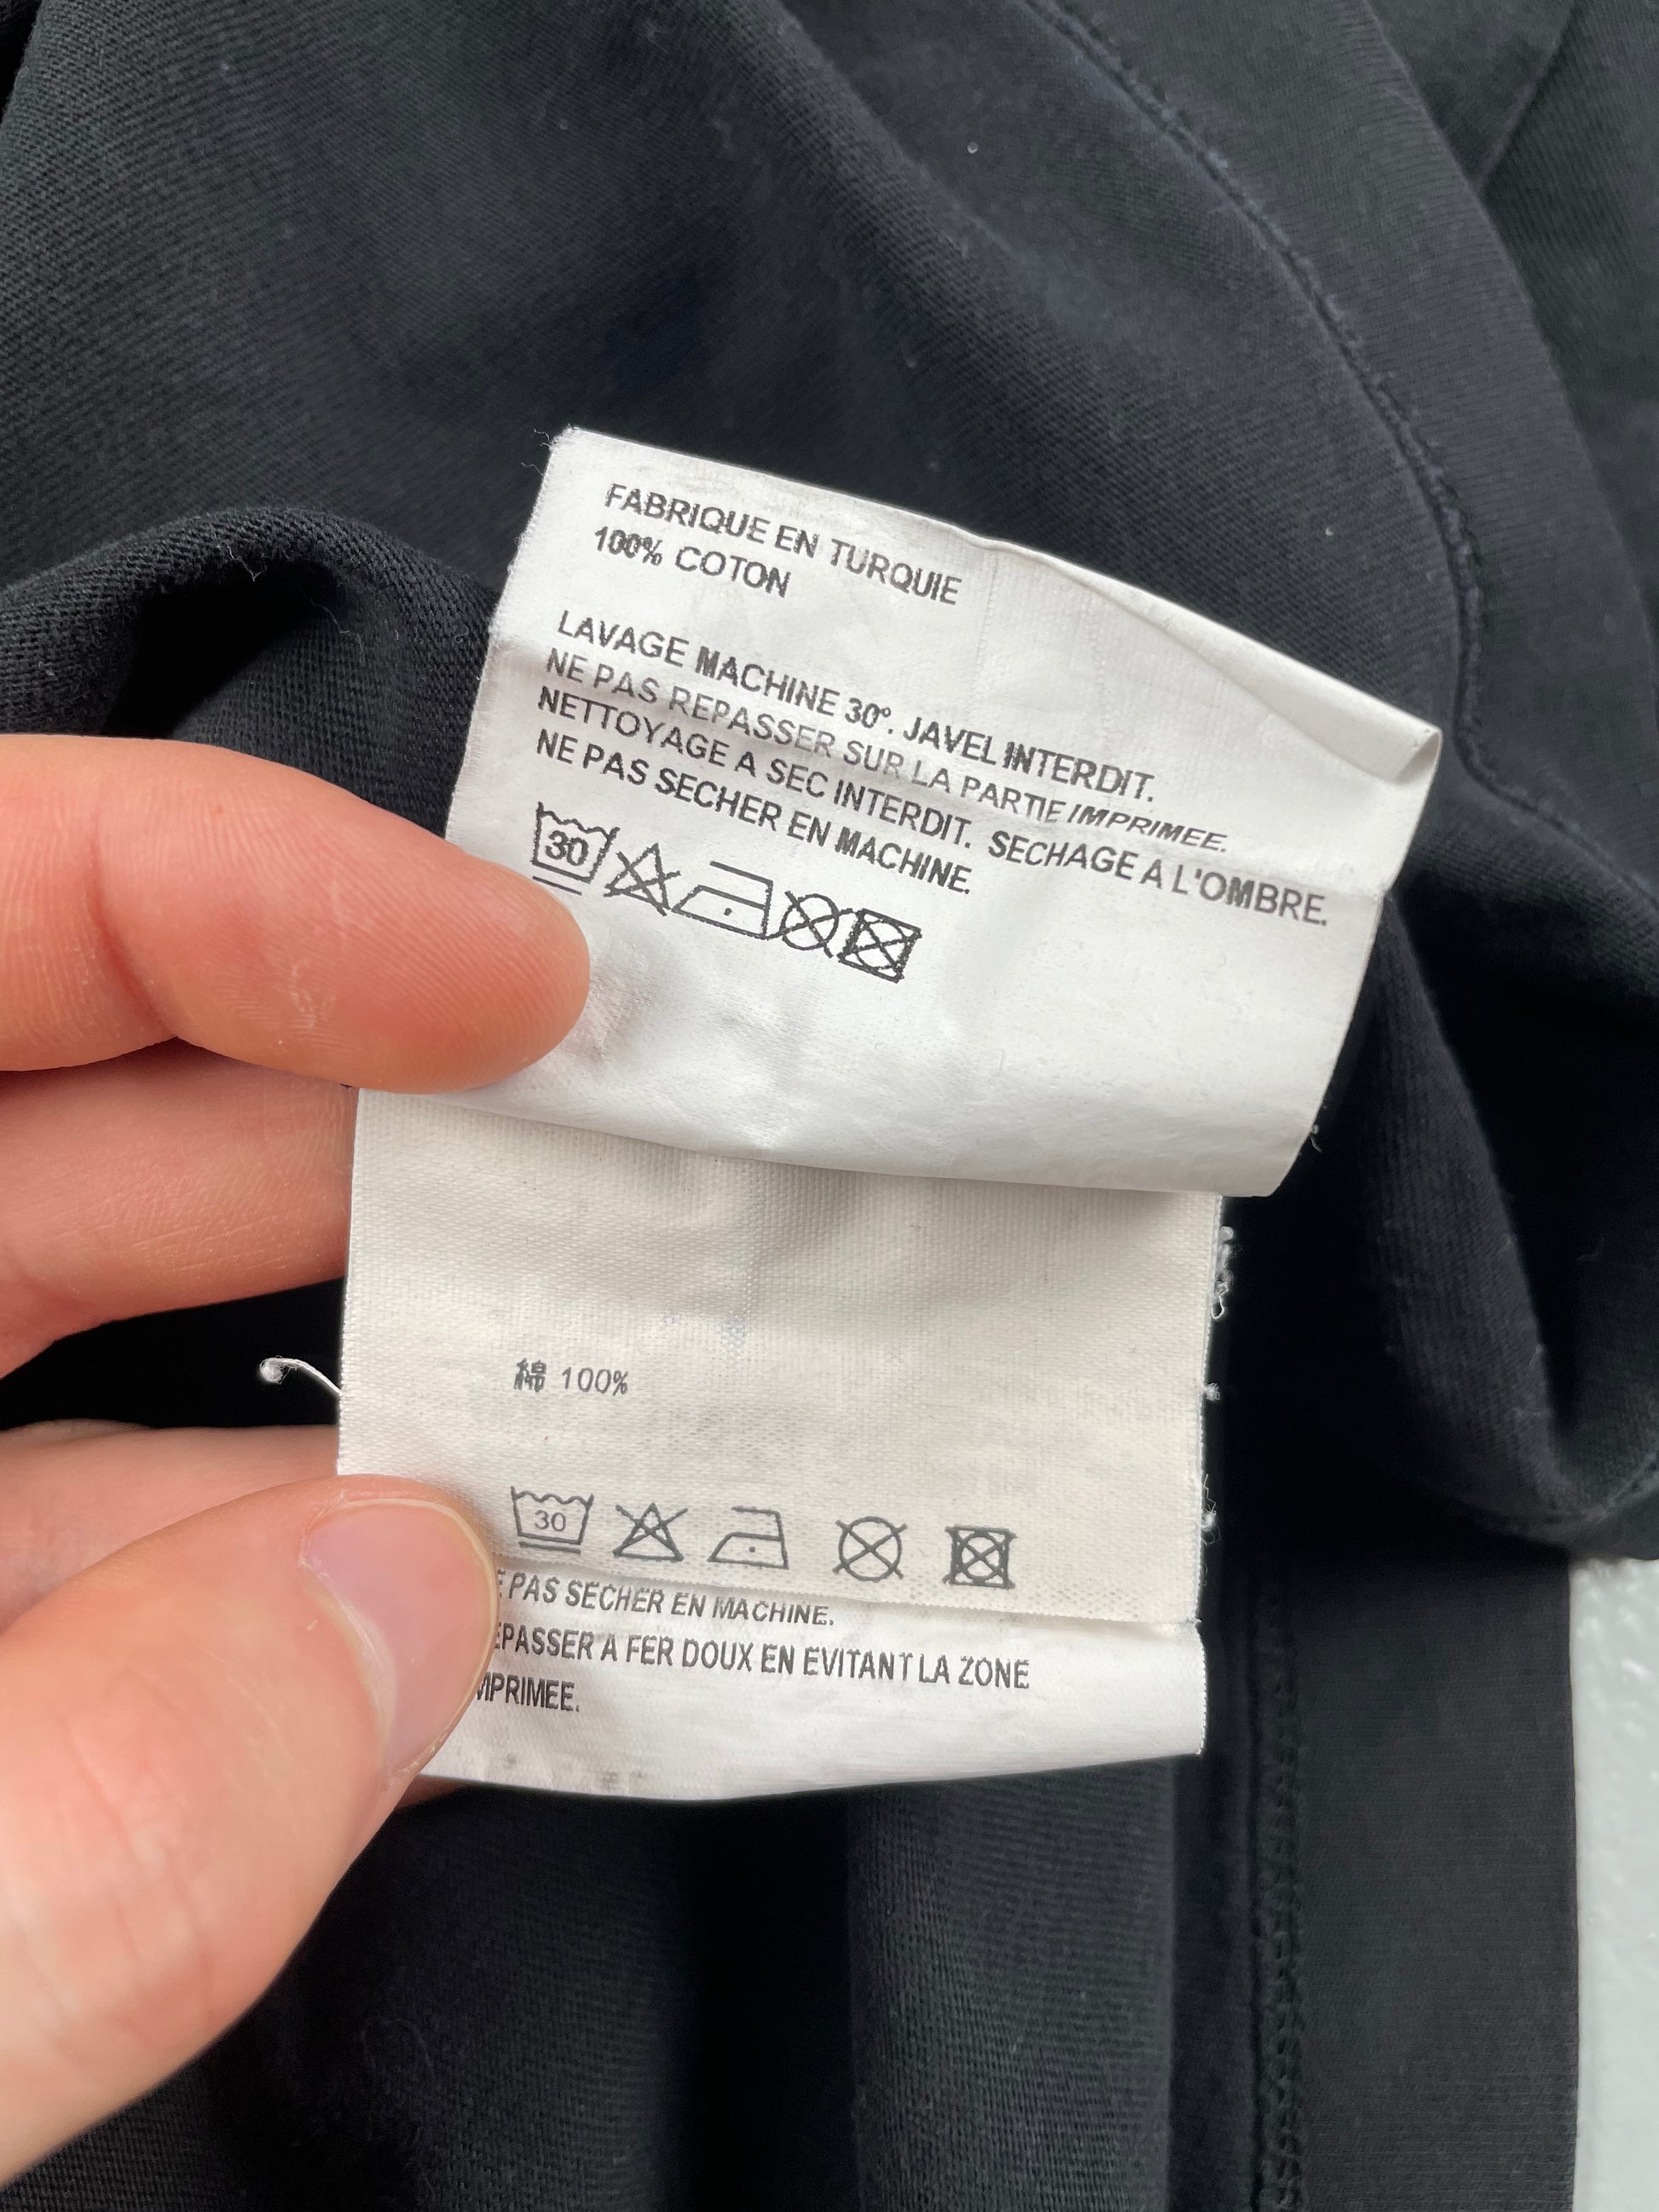 FABRIQUE EN TURQUIE
100% COTON
LAVAGE MACHINE 30°. JAVEL INTERDIT.
NE PAS REPASSER SUR LA PARTIE IMPRIMEE.
NETTOYAGE A SEC INTERDIT. SECHAGE A L'OMBRE.
NE PAS SECHER EN MACHINE.
30
綿 100%
30
PAS SECHER EN MACHINE.
EPASSER A FER DOUX EN EVITANT LA ZONE
MPRIMEE.